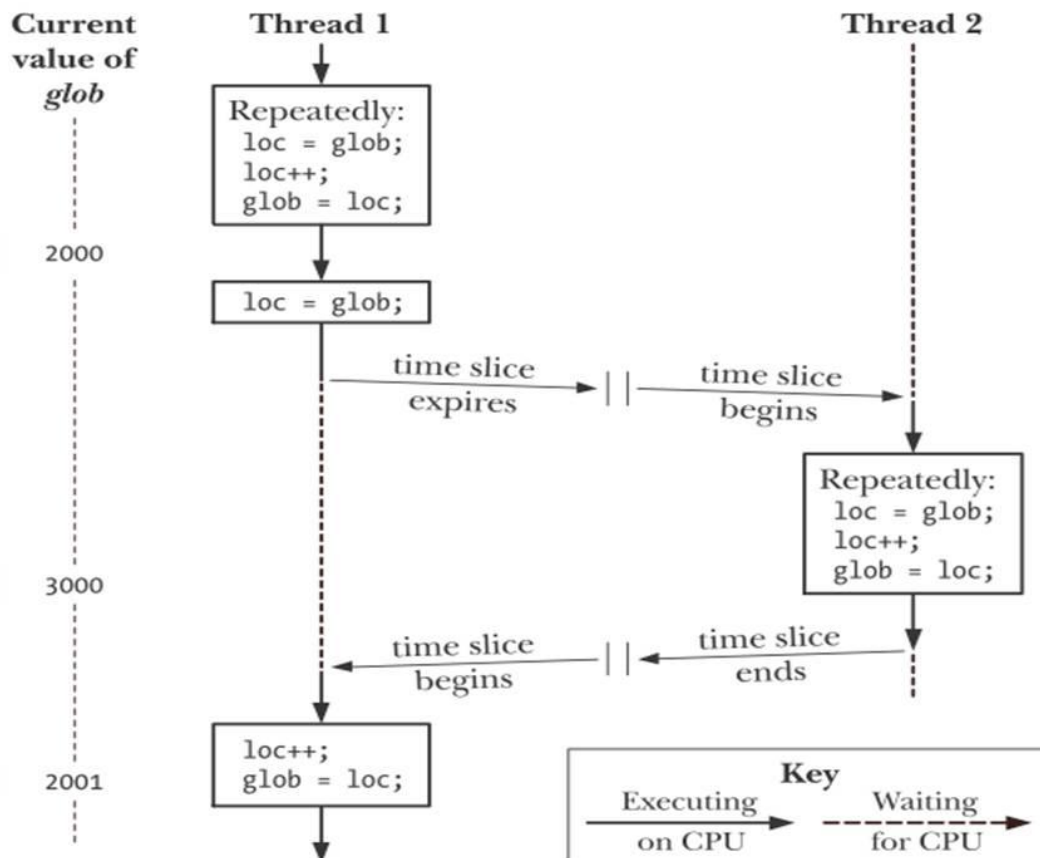 Current
value of
glob
Thread 1
Thread 2
Repeatedly:
loc = glob;
loc++;
glob = loc;
2000
loc = glob;
time slice
expires
time slice
begins
Repeatedly:
loc = glob;
loc++;
glob = loc;
3000
time slice
begins
time slice
ends
loc++;
glob = loc;
2001
Key
Executing
on CPU
Waiting
for CPU